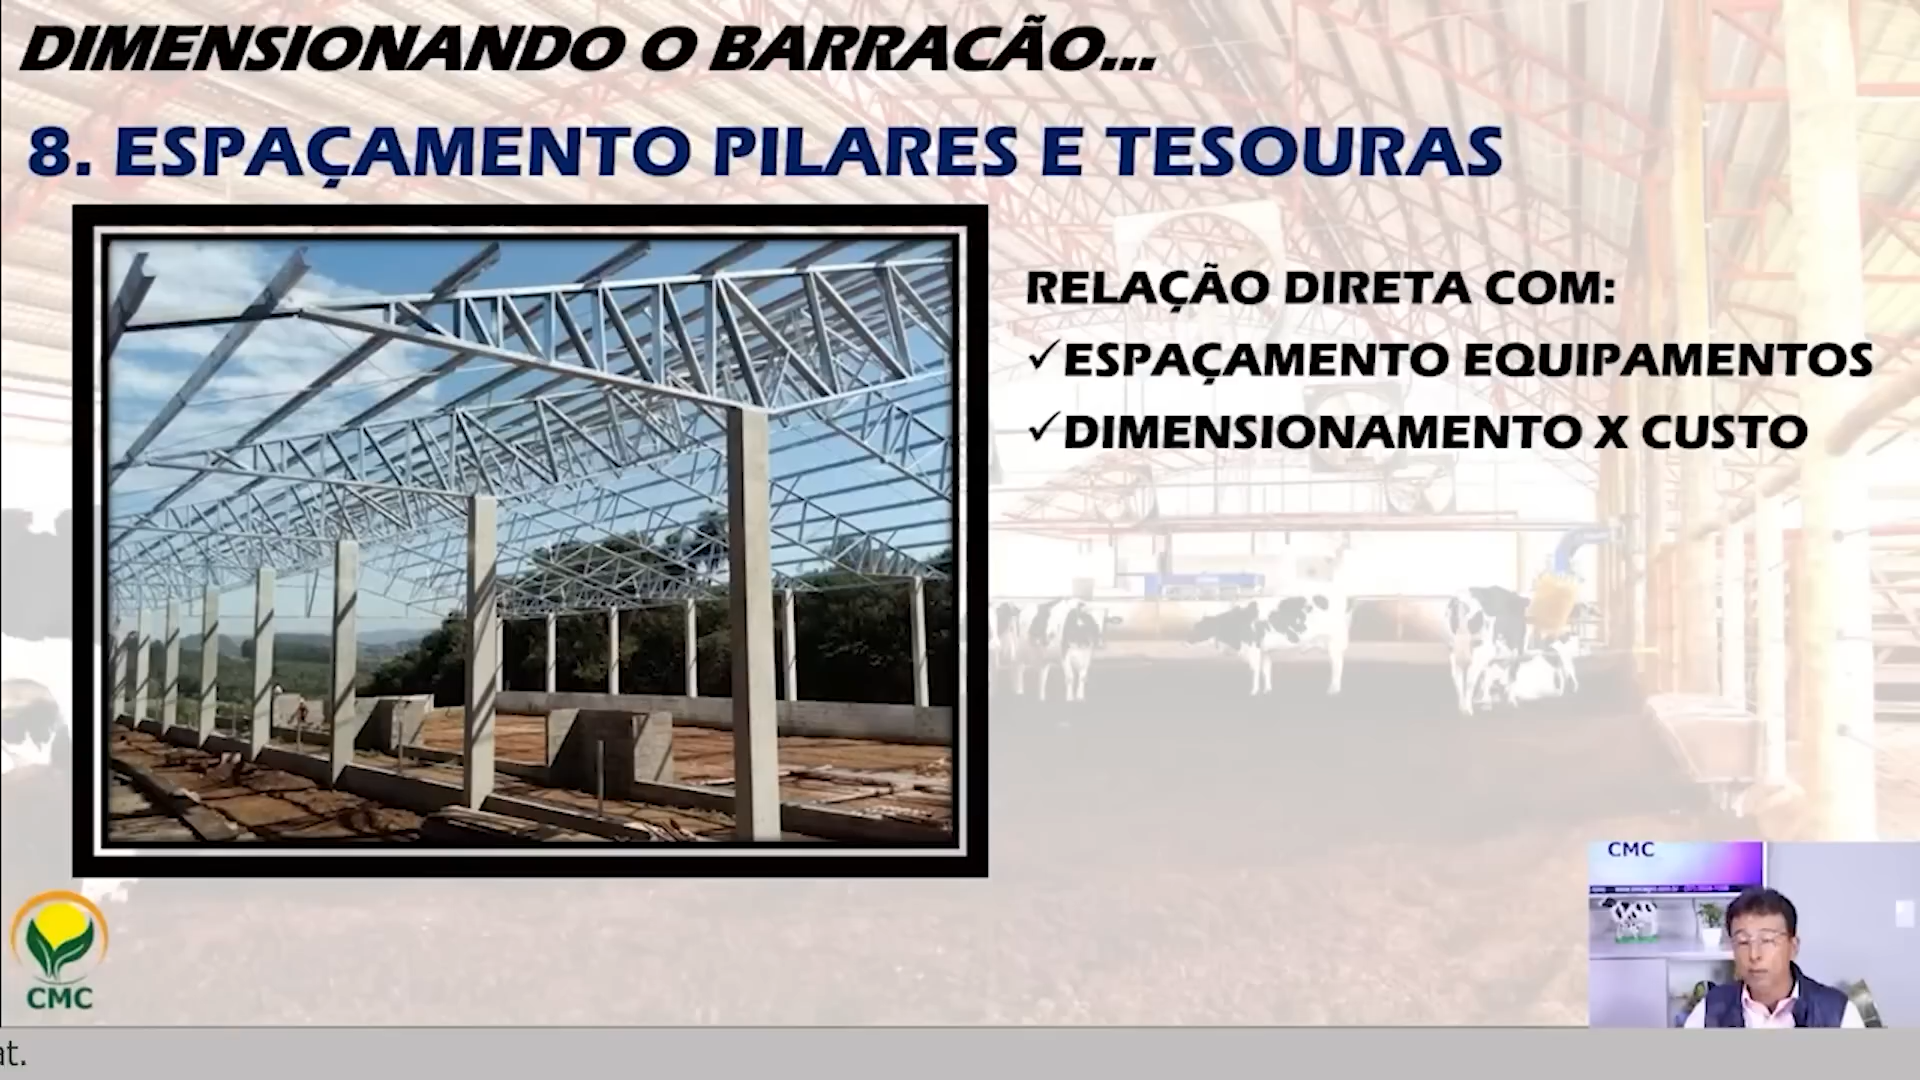 DIMENSIONANDO O BARRACÃO...
8. ESPAÇAMENTO PILARES E TESOURAS
RELAÇÃO DIRETA COM:
✓ESPAÇAMENTO EQUIPAMENTOS
✓DIMENSIONAMENTO X CUSTO
CMC
CMC
at.